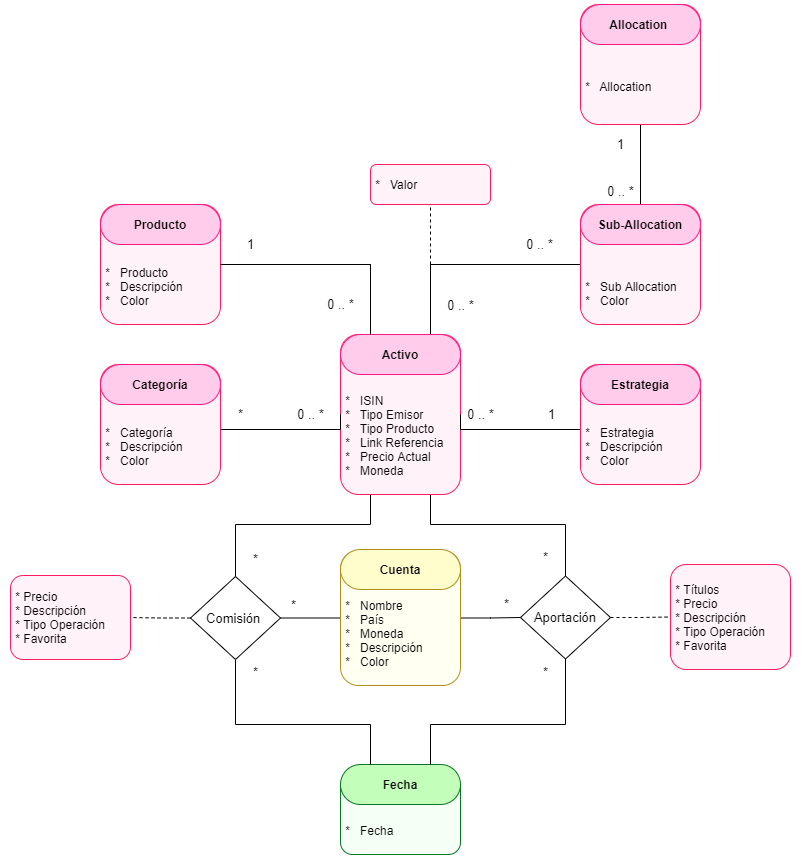 Allocation
* Allocation
1
0 .. *
* Valor
Producto
* Producto
* Descripción
* Color
1
0 .. *
Sub-Allocation
* Sub Allocation
* Color
0 .. *
0 .. *
Activo
* ISIN
* Tipo Emisor
* Tipo Producto
* Link Referencia
* Precio Actual
* Moneda
Categoría
* Categoría
* Descripción
* Color
*
0 .. *
Estrategia
* Estrategia
* Descripción
* Color
0 .. *
1
* Precio
* Descripción
* Tipo Operación
* Favorita
Comisión
*
*
*
Cuenta
* Nombre
* País
* Moneda
* Descripción
* Color
Aportación
*
*
*
* Títulos
* Precio
* Descripción
* Tipo Operación
* Favorita
Fecha
* Fecha